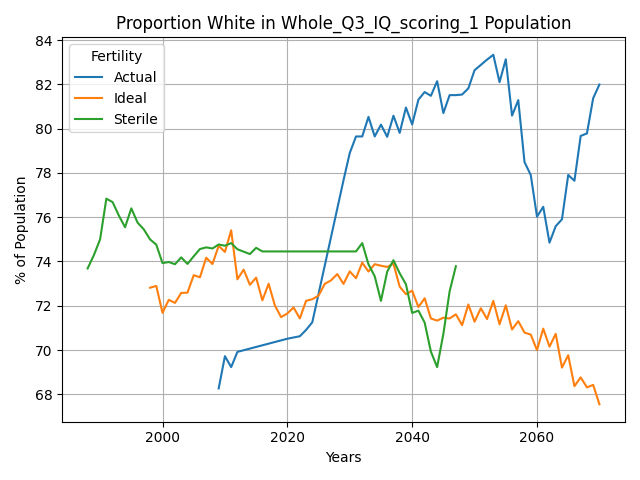 Proportion White in Whole_Q3_IQ_scoring_1 Population
84
82
80
78
76
74
72
70
68
% of Population
Fertility
Actual
Ideal
Sterile
2000
2020
2040
2060
Years